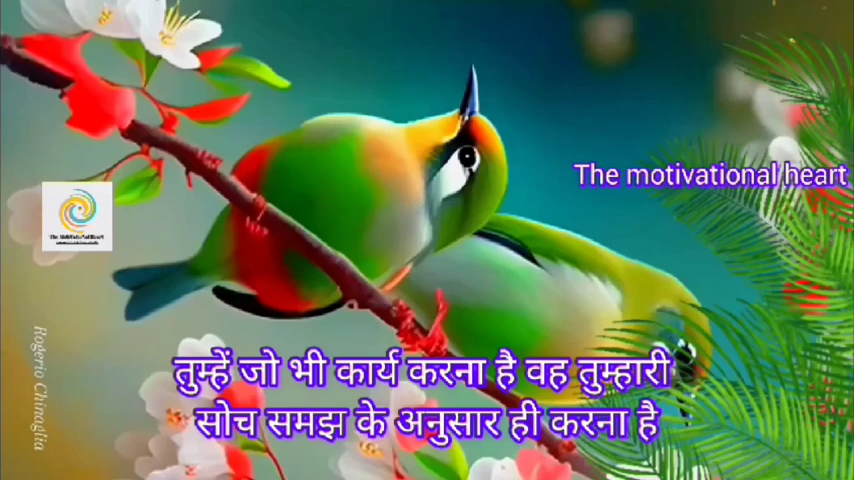 The motivational heart
Rogerio Chinaglia
तुम्हें जो भी कार्य करना है वह तुम्हारी
सोच समझ के अनुसार ही करना है